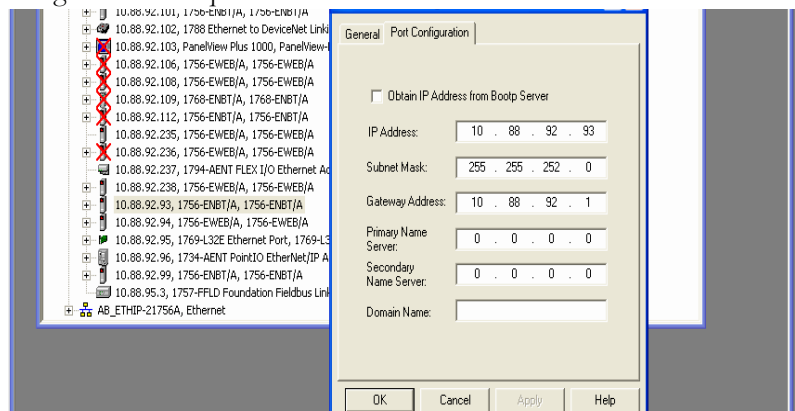 10.88.92.101, 1756-ENBT/A, 1756-ENBT/A
10.88.92.102, 1788 Ethernet to DeviceNet Linki
10.88.92.103, PanelView Plus 1000, PanelView-
10.88.92.106, 1756-EWEB/A, 1756-EWEB/A
10.88.92.108, 1756-EWEB/A, 1756-EWEB/A
10.88.92.109, 1768-ENBT/A, 1768-ENBT/A
10.88.92.112, 1756-ENBT/A, 1756-ENBT/A
10.88.92.235, 1756-EWEB/A, 1756-EWEB/A
10.88.92.236, 1756-EWEB/A, 1756-EWEB/A
10.88.92.237, 1794-AENT FLEX I/O Ethernet Ad
10.88.92.238, 1756-EWEB/A, 1756-EWEB/A
10.88.92.93, 1756-ENBT/A, 1756-ENBT/A
10.88.92.94, 1756-EWEB/A, 1756-EWEB/A
10.88.92.95, 1769-L32E Ethernet Port, 1769-L3
10.88.92.96, 1734-AENT PointIO EtherNet/IP A
10.88.92.99, 1756-ENBT/A, 1756-ENBT/A
10.88.95.3, 1757-FFLD Foundation Fieldbus Link
AB_ETHIP-21756A, Ethernet
General Port Configuration
Obtain IP Address from Bootp Server
IP Address: 10 . 88 . 92 . 93
Subnet Mask: 255 . 255 . 252 . 0
Gateway Address: 10 . 88 . 92 . 1
Primary Name
Server: 0 . 0 . 0 . 0
Secondary
Name Server: 0 . 0 . 0 . 0
Domain Name:
OK Cancel Apply Help